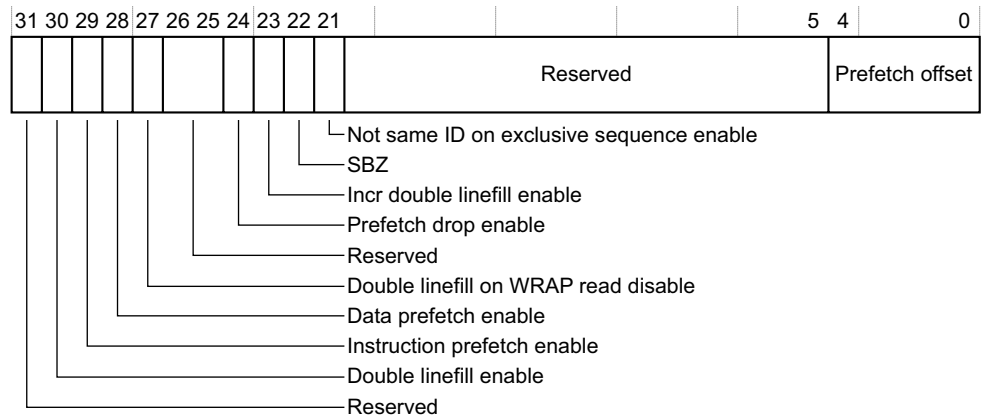 31 30 29 28 27 26 25 24 23 22 21 5 4 0
Reserved Prefetch offset
Not same ID on exclusive sequence enable
SBZ
Incr double linefill enable
Prefetch drop enable
Reserved
Double linefill on WRAP read disable
Data prefetch enable
Instruction prefetch enable
Double linefill enable
Reserved